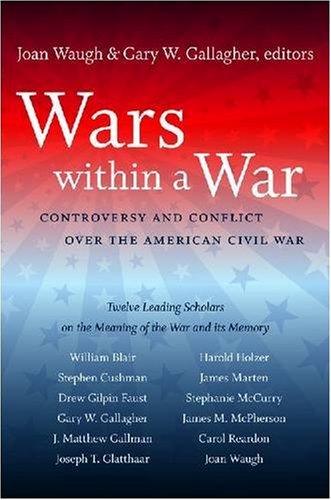 Joan Waugh & Gary W. Gallagher, editors
Wars
within a War
CONTROVERSY AND CONFLICT
OVER THE AMERICAN CIVIL WAR
Twelve Leading Scholars
on the Meaning of the War and its Memory
William Blair
Stephen Cushman
Drew Gilpin Faust
Gary W. Gallagher
J. Matthew Gallman
Joseph T. Glatthaar
Harold Holzer
James Marten
Stephanie McCurry
James M. McPherson
Carol Reardon
Joan Waugh